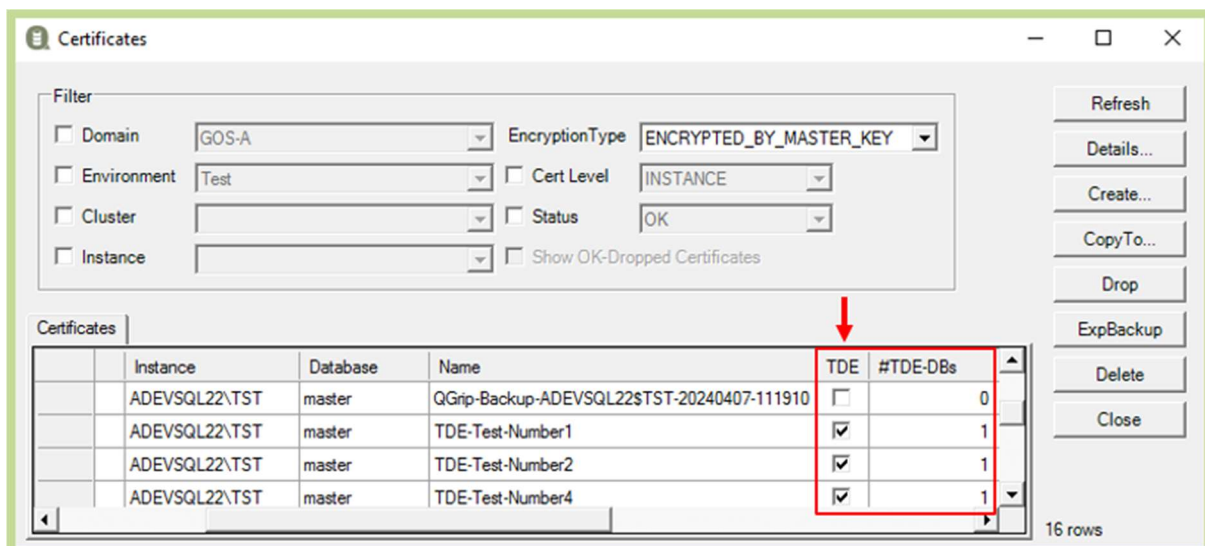 Certificates
Filter
Domain GOS-A EncryptionType ENCRYPTED_BY_MASTER_KEY
Environment Test Cert Level INSTANCE
Cluster Status OK
Instance Show OK-Dropped Certificates
Refresh
Details...
Create...
CopyTo...
Drop
ExpBackup
Delete
Close
Certificates
Instance Database Name TDE #TDE-DBs
ADEVSQL22\TST master QGrip-Backup-ADEVSQL22$TST-20240407-111910 0
ADEVSQL22\TST master TDE-Test-Number1 1
ADEVSQL22\TST master TDE-Test-Number2 1
ADEVSQL22\TST master TDE-Test-Number4 1
16 rows